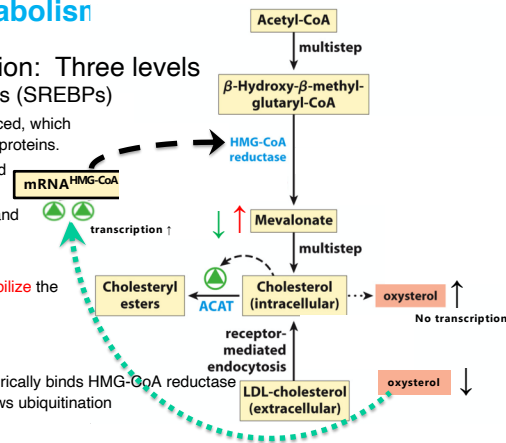 abolism
Acetyl-CoA
multistep
ion: Three levels
s (SREBPs)
β-Hydroxy-β-methyl-
glutaryl-CoA
ced, which
proteins.
HMG-CoA
reductase
d
mRNA^HMG-CoA
and
transcription ↑
Mevalonate
multistep
bilize the
Cholesteryl
esters
ACAT
Cholesterol
(intracellular)
oxysterol
No transcription
receptor-
mediated
endocytosis
rically binds HMG-CoA reductase
ws ubiquitination
LDL-cholesterol
(extracellular)
oxysterol